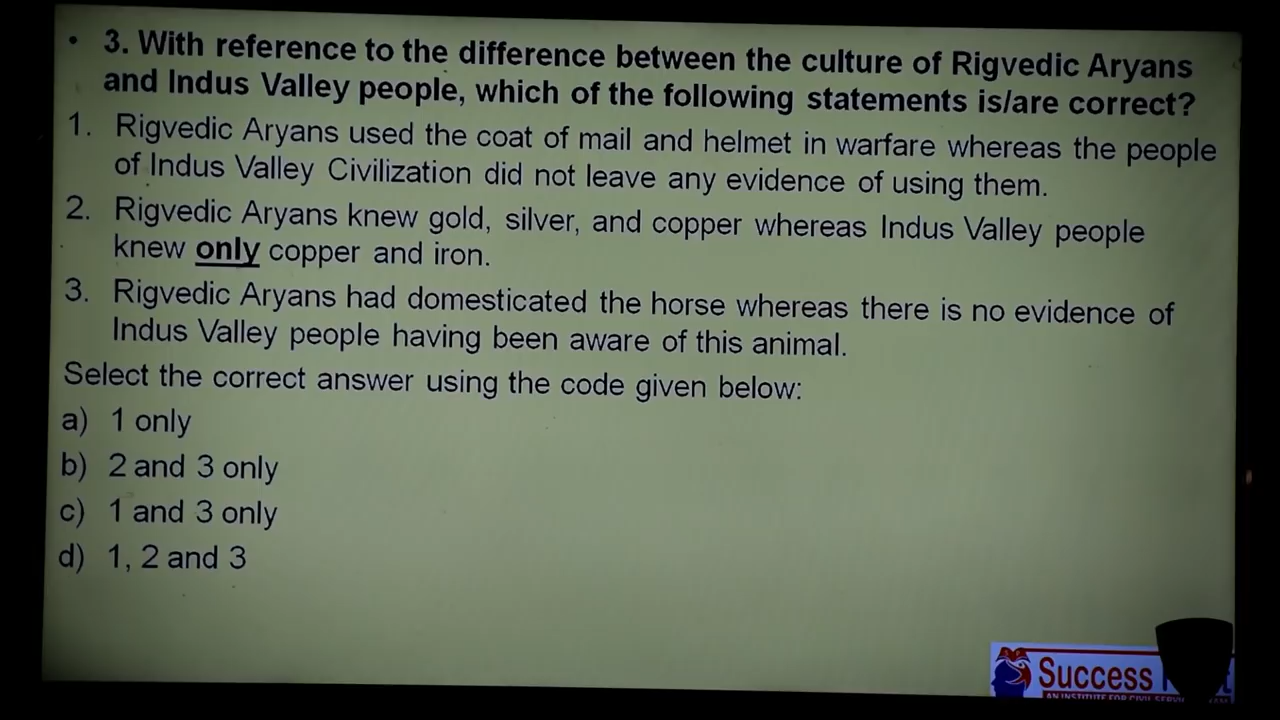 • 3. With reference to the difference between the culture of Rigvedic Aryans
and Indus Valley people, which of the following statements is/are correct?
1. Rigvedic Aryans used the coat of mail and helmet in warfare whereas the people
of Indus Valley Civilization did not leave any evidence of using them.
2. Rigvedic Aryans knew gold, silver, and copper whereas Indus Valley people
knew only copper and iron.
3. Rigvedic Aryans had domesticated the horse whereas there is no evidence of
Indus Valley people having been aware of this animal.
Select the correct answer using the code given below:
a) 1 only
b) 2 and 3 only
c) 1 and 3 only
d) 1, 2 and 3
Success
AN INSTITUTE FOR CIVIL